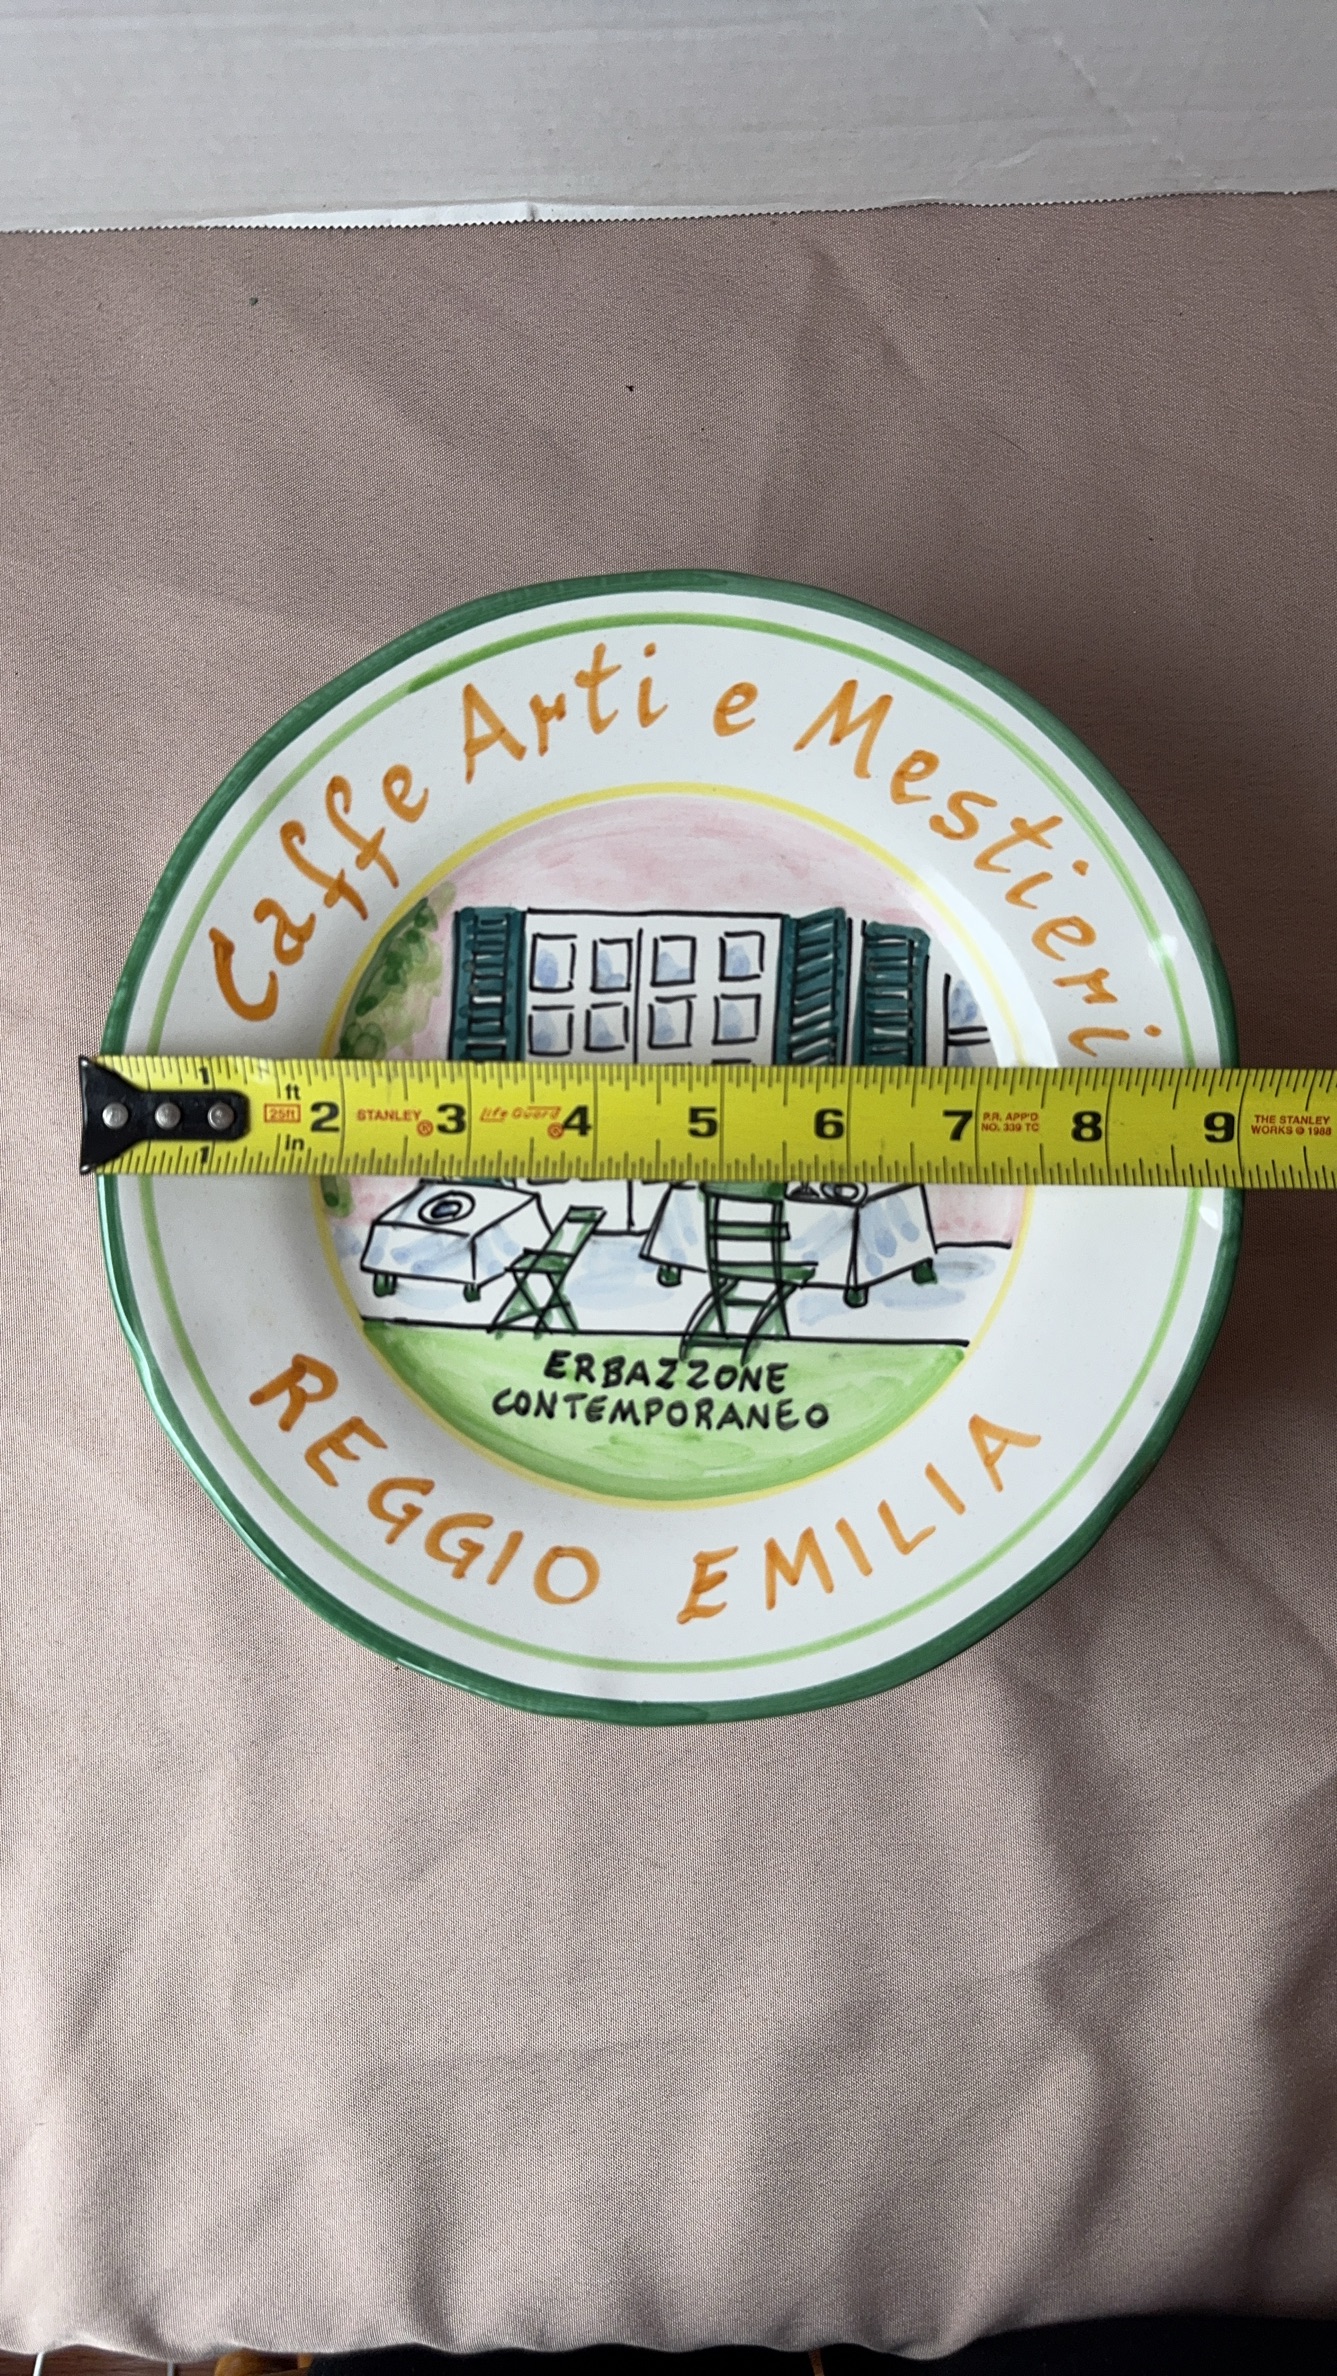 Caffe Arti e Mestieri
1 ft 2 3 4 5 6 7 8 9
25ft STANLEY® Life Guard® P.R. APP'D THE STANLEY
NO. 339 TC WORKS © 1988
1 in
ERBAZZONE
CONTEMPORANEO
REGGIO EMILIA